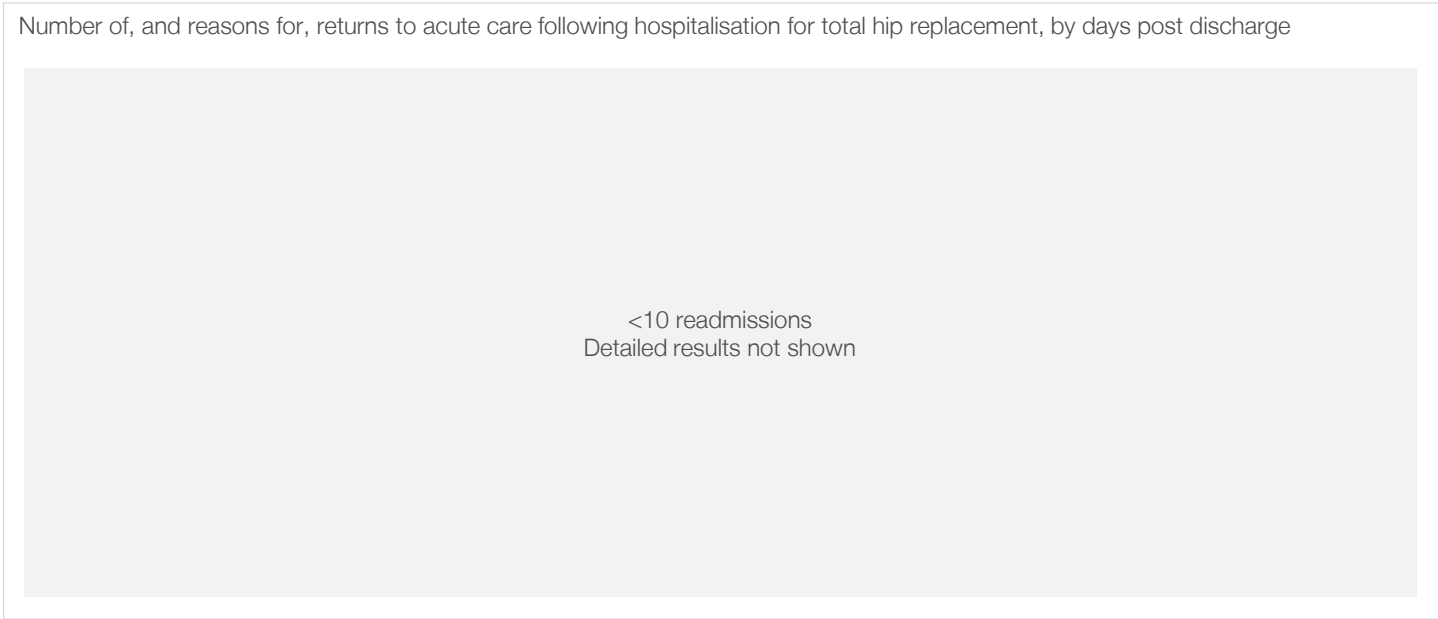 Number of, and reasons for, returns to acute care following hospitalisation for total hip replacement, by days post discharge
<10 readmissions
Detailed results not shown